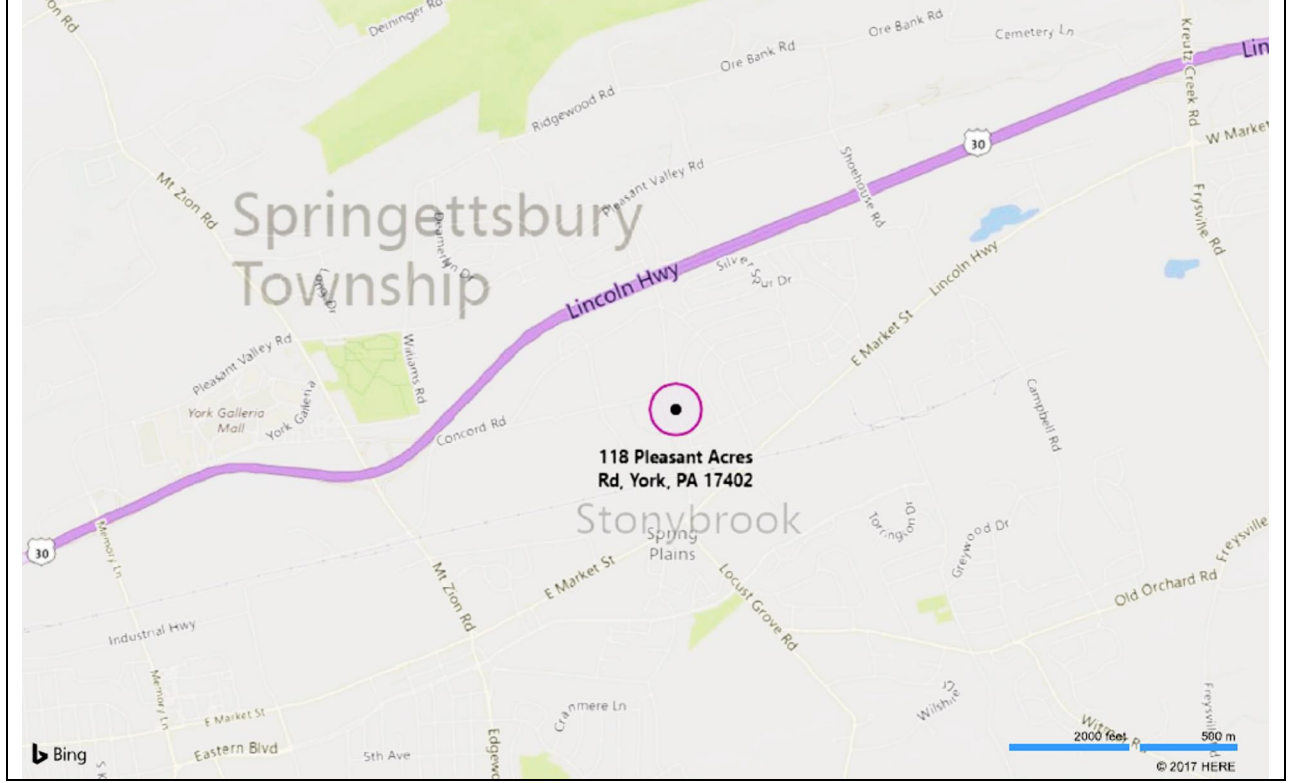 on Rd
Deininger Rd
Ore Bank Rd
Ore Bank Rd
Cemetery Ln
Kreutz Creek Rd
Lin
Ridgewood Rd
30
W Market
Mt Zion Rd
Springettsbury
Township
Pleasant Valley Rd
Shoehouse Rd
Frysville Rd
Long Dr
Silver Spur Dr
Lincoln Hwy
Lincoln Hwy
E Market St
Pleasant Valley Rd
Williams Rd
York Galleria
Mall
York Galleria
Concord Rd
Campbell Rd
118 Pleasant Acres
Rd, York, PA 17402
Stonybrook
Spring
Plains
Torrington Dr
Greywood Dr
Freysville
30
Memory Ln
Mt Zion Rd
E Market St
Locust Grove Rd
Old Orchard Rd
Industrial Hwy
Memory Ln
E Market St
Cranmere Ln
Wilshire
Freysvill
Eastern Blvd
5th Ave
Edgewo
2000 feet
500 m
Bing
© 2017 HERE